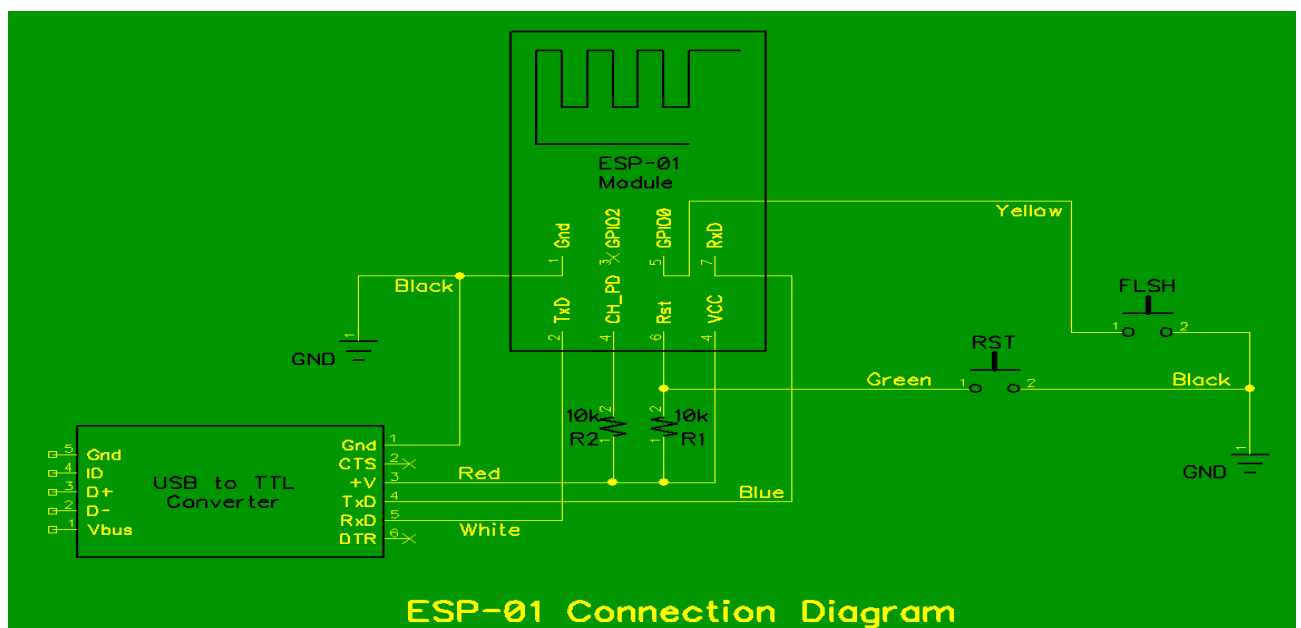 ESP-01
Module
Gnd
GPIO2
GPIO0
RxD
1
3
5
7
TxD
CH_PD
Rst
VCC
2
4
6
4
Black
1
GND
Yellow
FLSH
1
2
RST
Green
1
2
Black
1
GND
10k
2
R2
1
10k
2
R1
1
USB to TTL
Converter
5
Gnd
4
ID
3
D+
2
D-
1
Vbus
Gnd
1
CTS
2
+V
3
TxD
4
RxD
5
DTR
6
Red
Blue
White
ESP-01 Connection Diagram